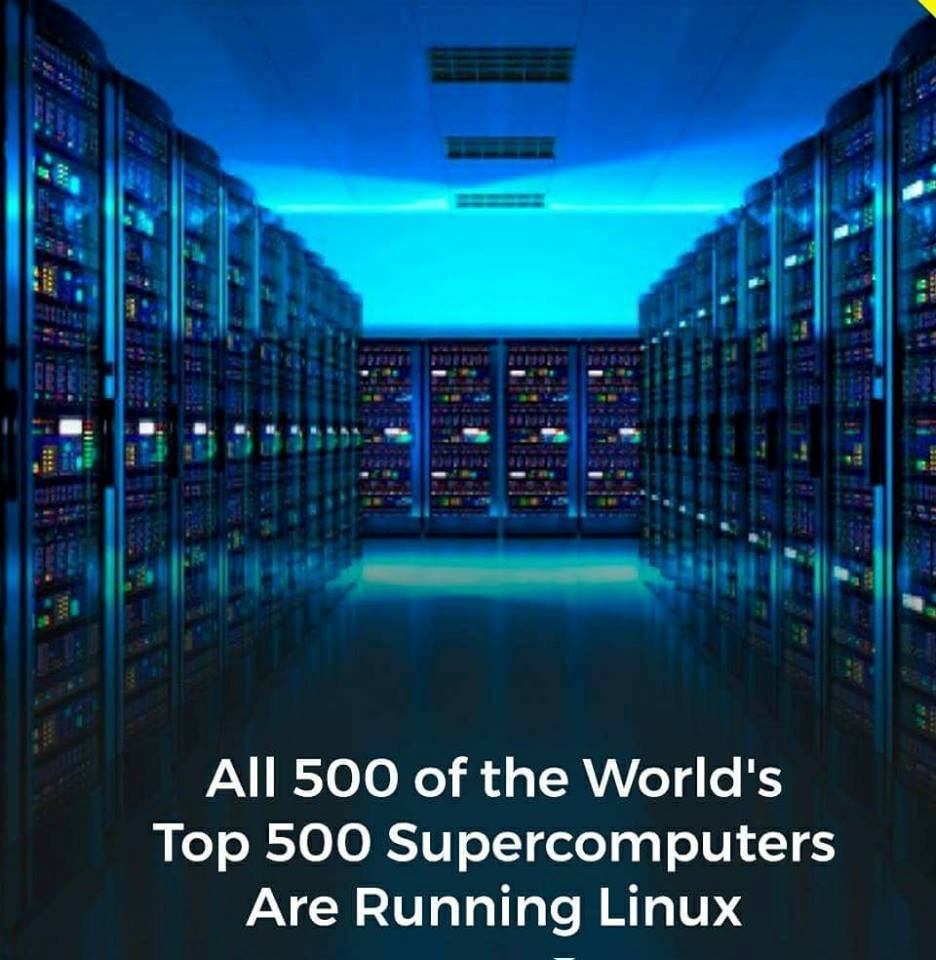 All 500 of the World's
Top 500 Supercomputers
Are Running Linux